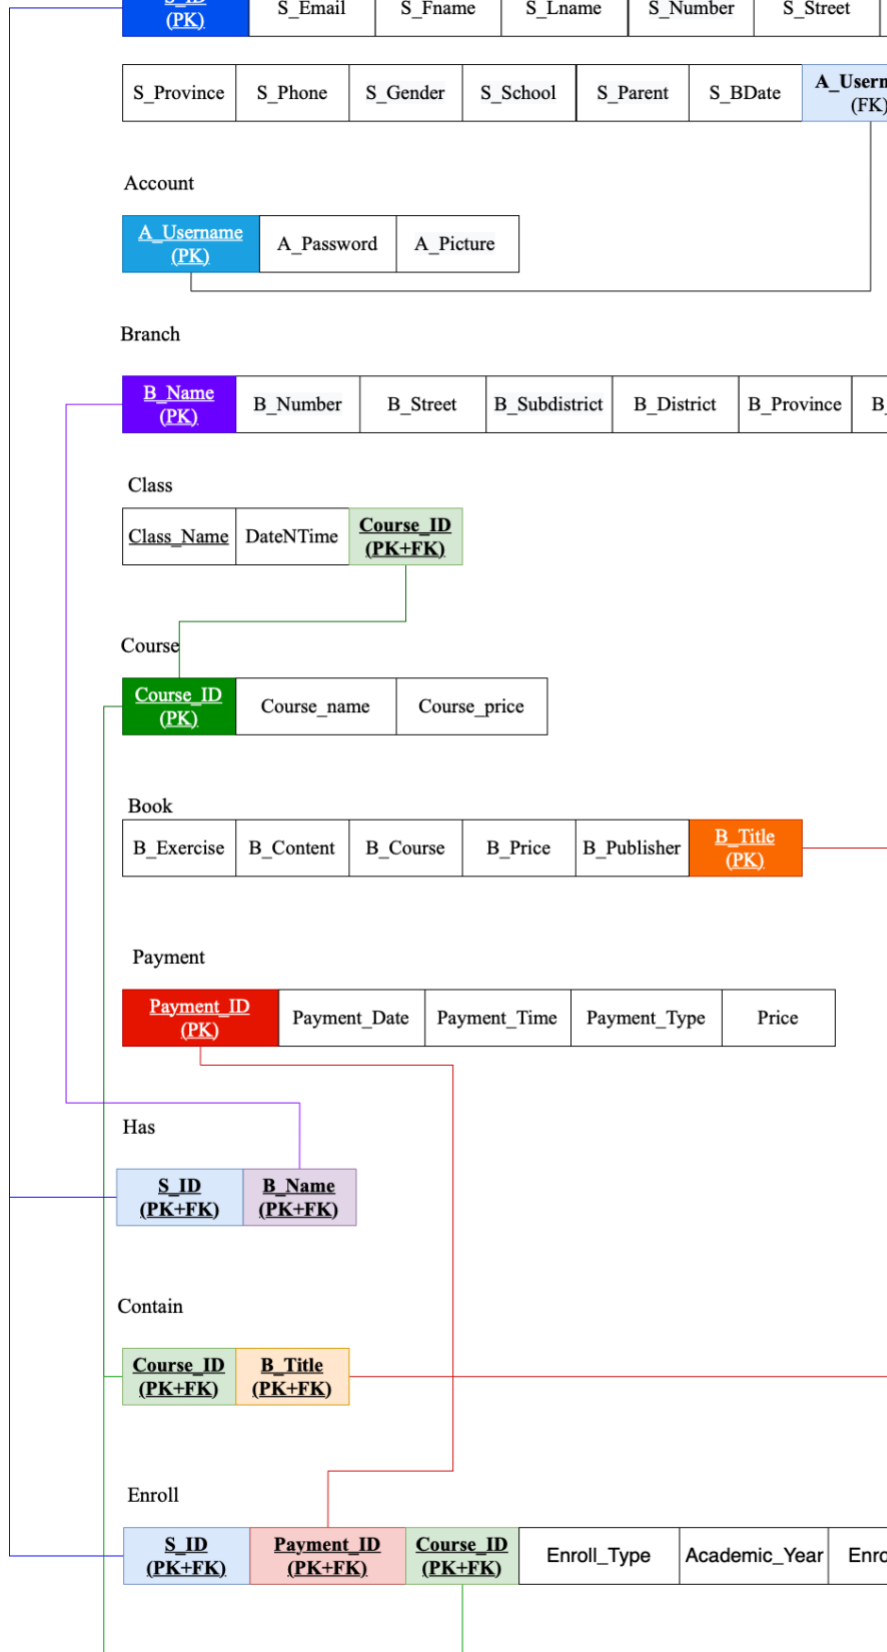 S_ID S_Email S_Fname S_Lname S_Number S_Street
(PK)
S_Province S_Phone S_Gender S_School S_Parent S_BDate
(FK)
Account
A_Username A_Password A_Picture
(PK)
Branch
B_Name B_Number B_Street B_Subdistrict B_District B_Province
(PK)
Class
Class_Name DateNTime Course_ID
(PK+FK)
Course
Course_ID Course_name Course_price
(PK)
Book
B_Exercise B_Content B_Course B_Price B_Publisher B_Title
(PK)
Payment
Payment_ID Payment_Date Payment_Time Payment_Type Price
(PK)
Has
S_ID B_Name
(PK+FK) (PK+FK)
Contain
Course_ID B_Title
(PK+FK) (PK+FK)
Enroll
S_ID Payment_ID Course_ID Enroll_Type Academic_Year
(PK+FK) (PK+FK) (PK+FK)